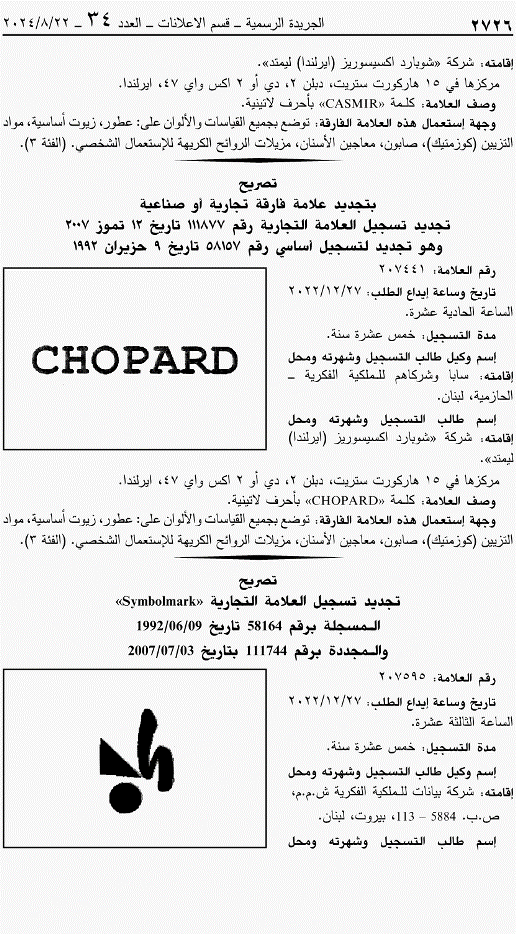 ٢٧٢٦
الجريدة الرسمية – قسم الاعلانات – العدد ٣٤ – ٢٠٢٤/٨/٢٢
إقامته: شركة «شوبارد اكسيسوريز (ايرلندا) ليمتد».
مركزها في ١٥ هاركورت ستريت، دبلن ٢، دي أو ٢ اكس واي ٤٧، ايرلندا.
وصف العلامة: كلمة «CASMIR» بأحرف لاتينية.
وجهة إستعمال هذه العلامة الفارقة: توضع بجميع القياسات والألوان على: عطور، زيوت أساسية، مواد
التزيين (كوزمتيك)، صابون، معاجين الأسنان، مزيلات الروائح الكريهة للإستعمال الشخصي. (الفئة ٣).
تصريح
بتجديد علامة فارقة تجارية أو صناعية
تجديد تسجيل العلامة التجارية رقم ١١١٨٧٧ تاريخ ١٢ تموز ٢٠٠٧
وهو تجديد لتسجيل أساسي رقم ٥٨١٥٧ تاريخ ٩ حزيران ١٩٩٢
رقم العلامة: ٢٠٧٤٤١
تاريخ وساعة إيداع الطلب: ٢٠٢٢/١٢/٢٧
الساعة الحادية عشرة.
مدة التسجيل: خمس عشرة سنة.
إسم وكيل طالب التسجيل وشهرته ومحل
إقامته: سابا وشركاهم للـملكية الفكرية –
الحازمية، لبنان.
إسم طالب التسجيل وشهرته ومحل
إقامته: شركة «شوبارد اكسيسوريز (ايرلندا)
ليمتد».
CHOPARD
مركزها في ١٥ هاركورت ستريت، دبلن ٢، دي أو ٢ اكس واي ٤٧، ايرلندا.
وصف العلامة: كلمة «CHOPARD» بأحرف لاتينية.
وجهة إستعمال هذه العلامة الفارقة: توضع بجميع القياسات والألوان على: عطور، زيوت أساسية، مواد
التزيين (كوزمتيك)، صابون، معاجين الأسنان، مزيلات الروائح الكريهة للإستعمال الشخصي. (الفئة ٣).
تصريح
تجديد تسجيل العلامة التجارية «Symbolmark»
الـمسجلة برقم 58164 تاريخ 1992/06/09
والـمجددة برقم 111744 بتاريخ 2007/07/03
رقم العلامة: ٢٠٧٥٩٥
تاريخ وساعة إيداع الطلب: ٢٠٢٢/١٢/٢٧
الساعة الثالثة عشرة.
مدة التسجيل: خمس عشرة سنة.
إسم وكيل طالب التسجيل وشهرته ومحل
إقامته: شركة بيانات للـملكية الفكرية ش.م.م،
ص.ب. 5884 – 113، بيروت، لبنان.
إسم طالب التسجيل وشهرته ومحل